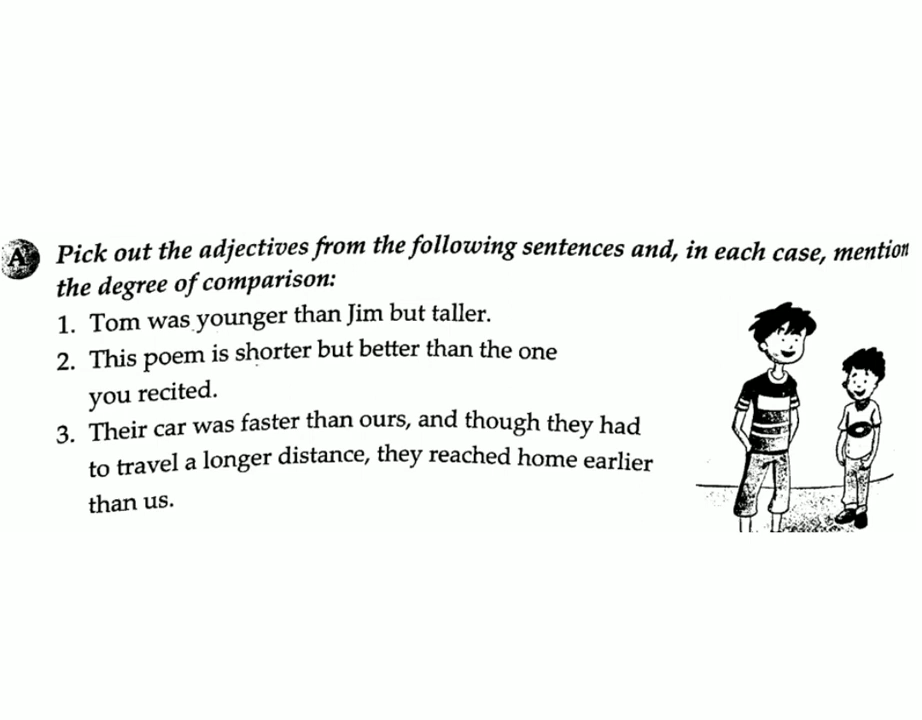 A Pick out the adjectives from the following sentences and, in each case, mention
the degree of comparison:
1. Tom was younger than Jim but taller.
2. This poem is shorter but better than the one
you recited.
3. Their car was faster than ours, and though they had
to travel a longer distance, they reached home earlier
than us.